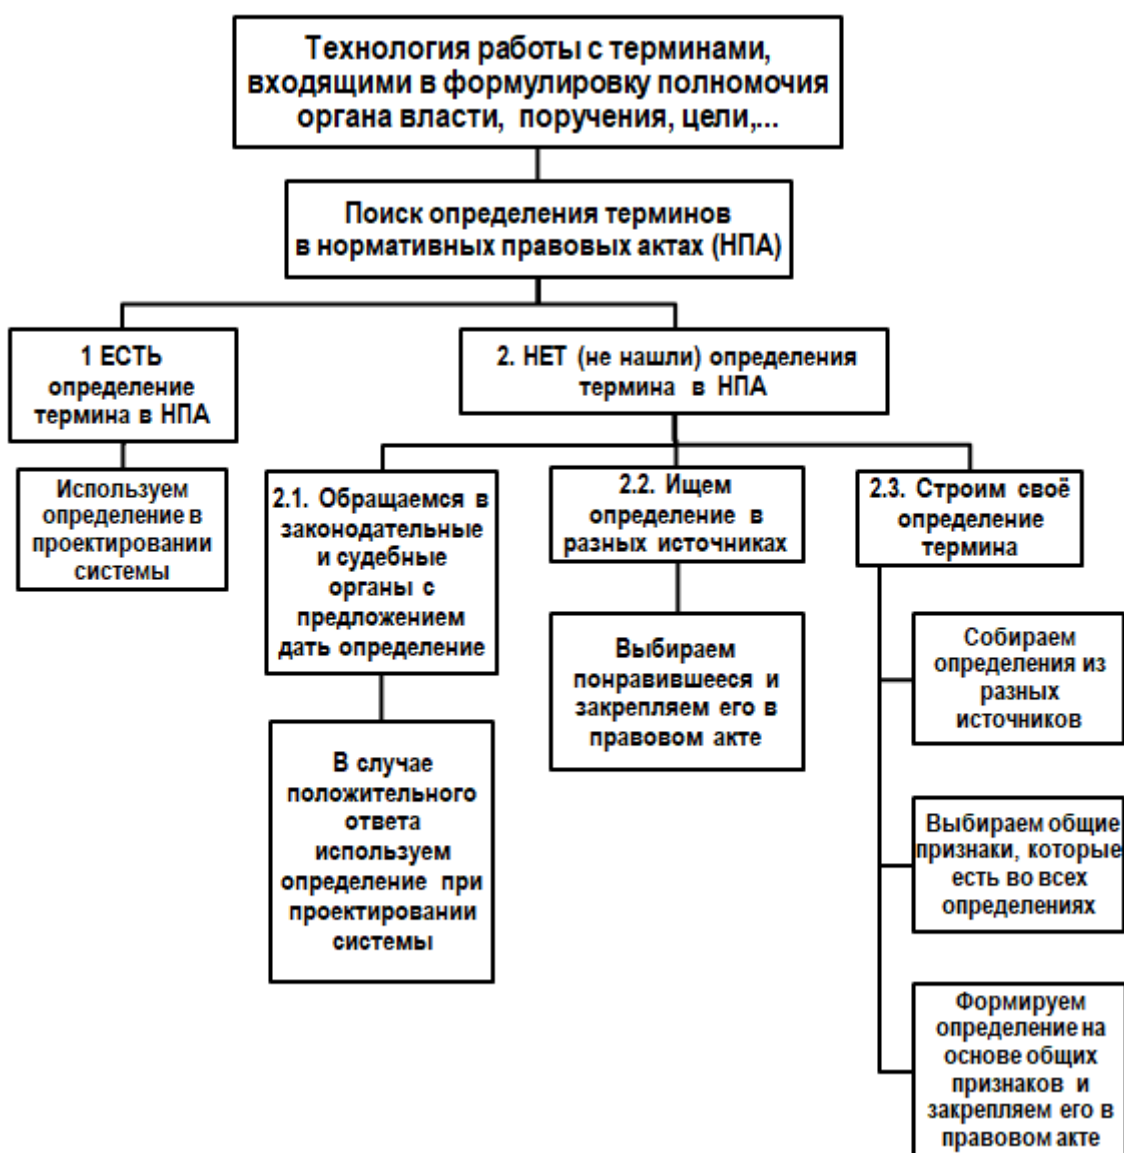 Технология работы с терминами,
входящими в формулировку полномочия
органа власти, поручения, цели,...
Поиск определения терминов
в нормативных правовых актах (НПА)
1 ЕСТЬ
определение
термина в НПА
2. НЕТ (не нашли) определения
термина в НПА
Используем
определение в
проектировании
системы
2.1. Обращаемся в
законодательные
и судебные
органы с
предложением
дать определение
2.2. Ищем
определение в
разных источниках
2.3. Строим своё
определение
термина
В случае
положительного
ответа
используем
определение при
проектировании
системы
Выбираем
понравившееся и
закрепляем его в
правовом акте
Собираем
определения из
разных
источников
Выбираем общие
признаки, которые
есть во всех
определениях
Формируем
определение на
основе общих
признаков и
закрепляем его в
правовом акте